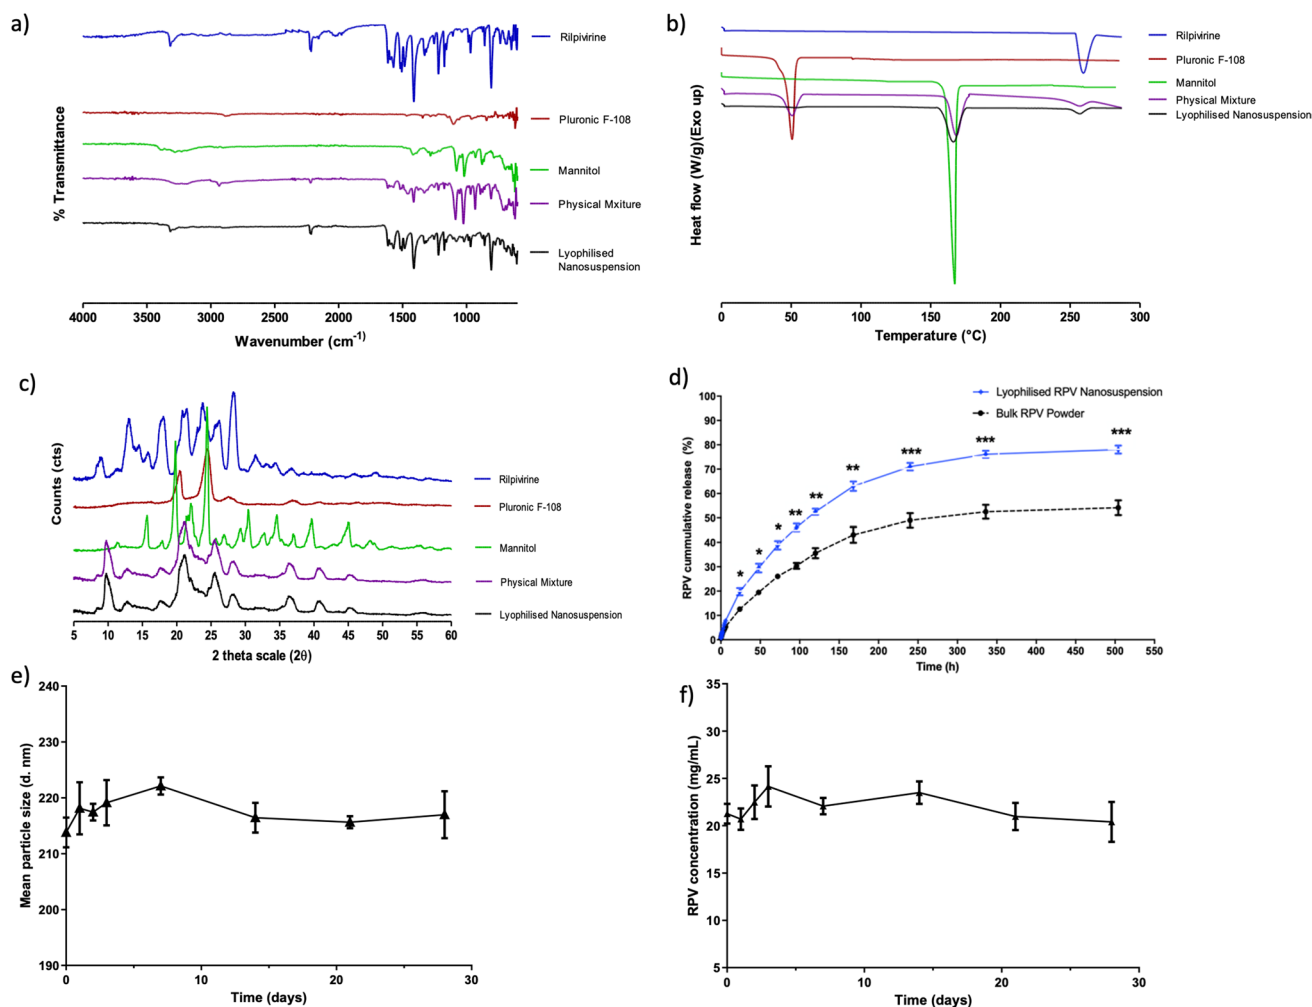 a)
% Transmittance
Rilpivirine
Pluronic F-108
Mannitol
Physical Mxiture
Lyophilised
Nanosuspension
4000 3500 3000 2500 2000 1500 1000
Wavenumber (cm-1)
b)
Heat flow (W/g)(Exo up)
Rilpivirine
Pluronic F-108
Mannitol
Physical Mixture
Lyophilised Nanosuspension
0 50 100 150 200 250 300
Temperature (°C)
c)
Counts (cts)
Rilpivirine
Pluronic F-108
Mannitol
Physical Mixture
Lyophilised Nanosuspension
5 10 15 20 25 30 35 40 45 50 55 60
2 theta scale (2θ)
d)
Lyophilised RPV Nanosuspension
Bulk RPV Powder
RPV cummulative release (%)
100
90
80
70
60
50
40
30
20
10
0
* * * ** ** ** *** *** ***
0 50 100 150 200 250 300 350 400 450 500 550
Time (h)
e)
Mean particle size (d. nm)
240
230
220
210
200
190
0 10 20 30
Time (days)
f)
RPV concentration (mg/mL)
35
30
25
20
15
10
5
0 10 20 30
Time (days)